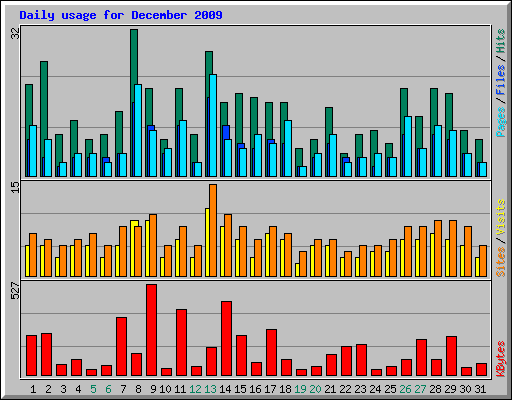 Daily usage for December 2009
32
15
527
Pages / Files / Hits
Sites / Visits
KBytes
1 2 3 4 5 6 7 8 9 10 11 12 13 14 15 16 17 18 19 20 21 22 23 24 25 26 27 28 29 30 31